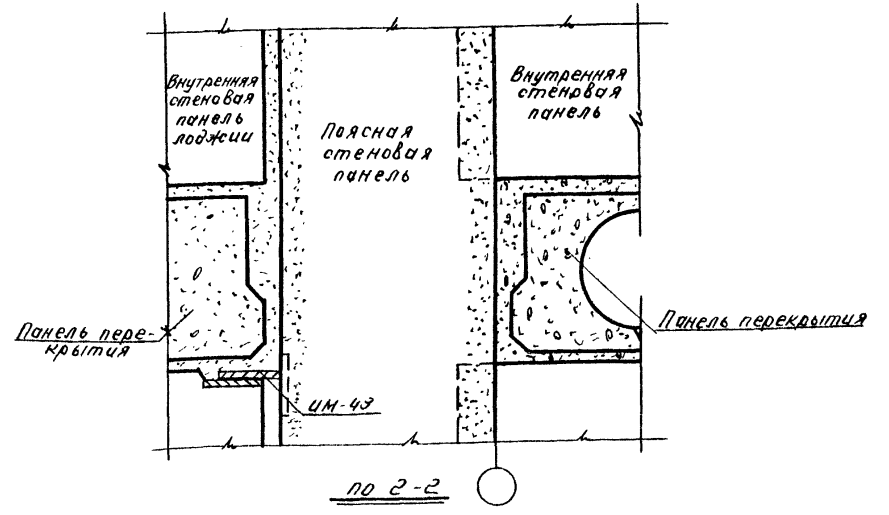 Внутренняя
стеновая
панель
лоджии
Поясная
стеновая
панель
Внутренняя
стеновая
панель
Панель пере-
крытия
Панель перекрытия
ИМ-43
по 2-2